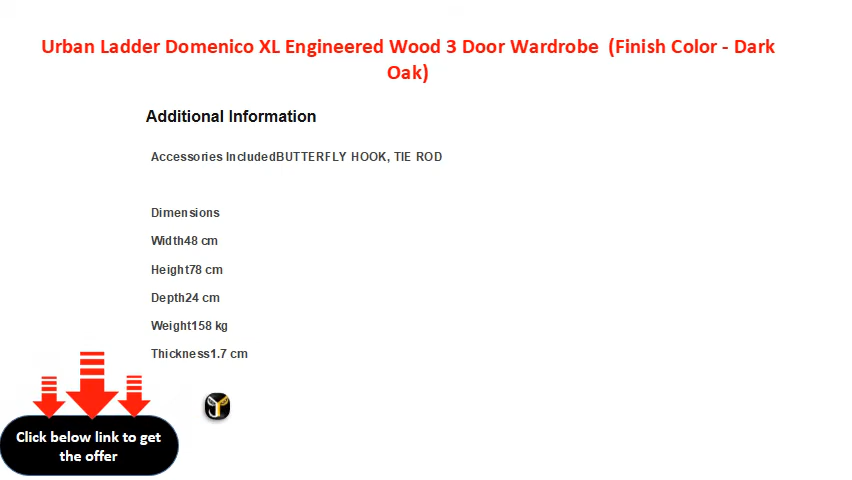 Urban Ladder Domenico XL Engineered Wood 3 Door Wardrobe (Finish Color - Dark
Oak)
Additional Information
Accessories IncludedBUTTERFLY HOOK, TIE ROD
Dimensions
Width48 cm
Height78 cm
Depth24 cm
Weight158 kg
Thickness1.7 cm
Click below link to get
the offer